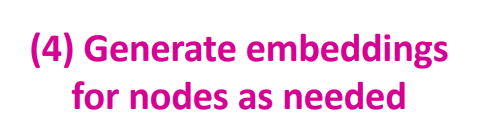 (4) Generate embeddings
for nodes as needed